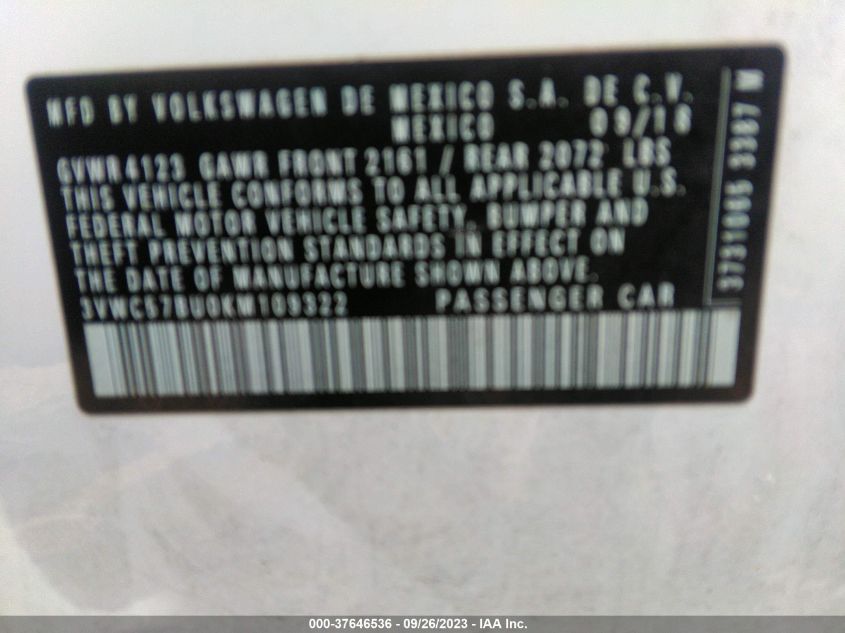 MFD BY VOLKSWAGEN DE MEXICO S.A. DE C.V.
MEXICO 09/18
GVWR 4123 GAWR FRONT 2161 / REAR 2072 LBS
THIS VEHICLE CONFORMS TO ALL APPLICABLE U.S.
FEDERAL MOTOR VEHICLE SAFETY, BUMPER AND
THEFT PREVENTION STANDARDS IN EFFECT ON
THE DATE OF MANUFACTURE SHOWN ABOVE.
3VWC57BU0KM109322 PASSENGER CAR
37311065 3367 M
000-37646536 - 09/26/2023 - IAA Inc.